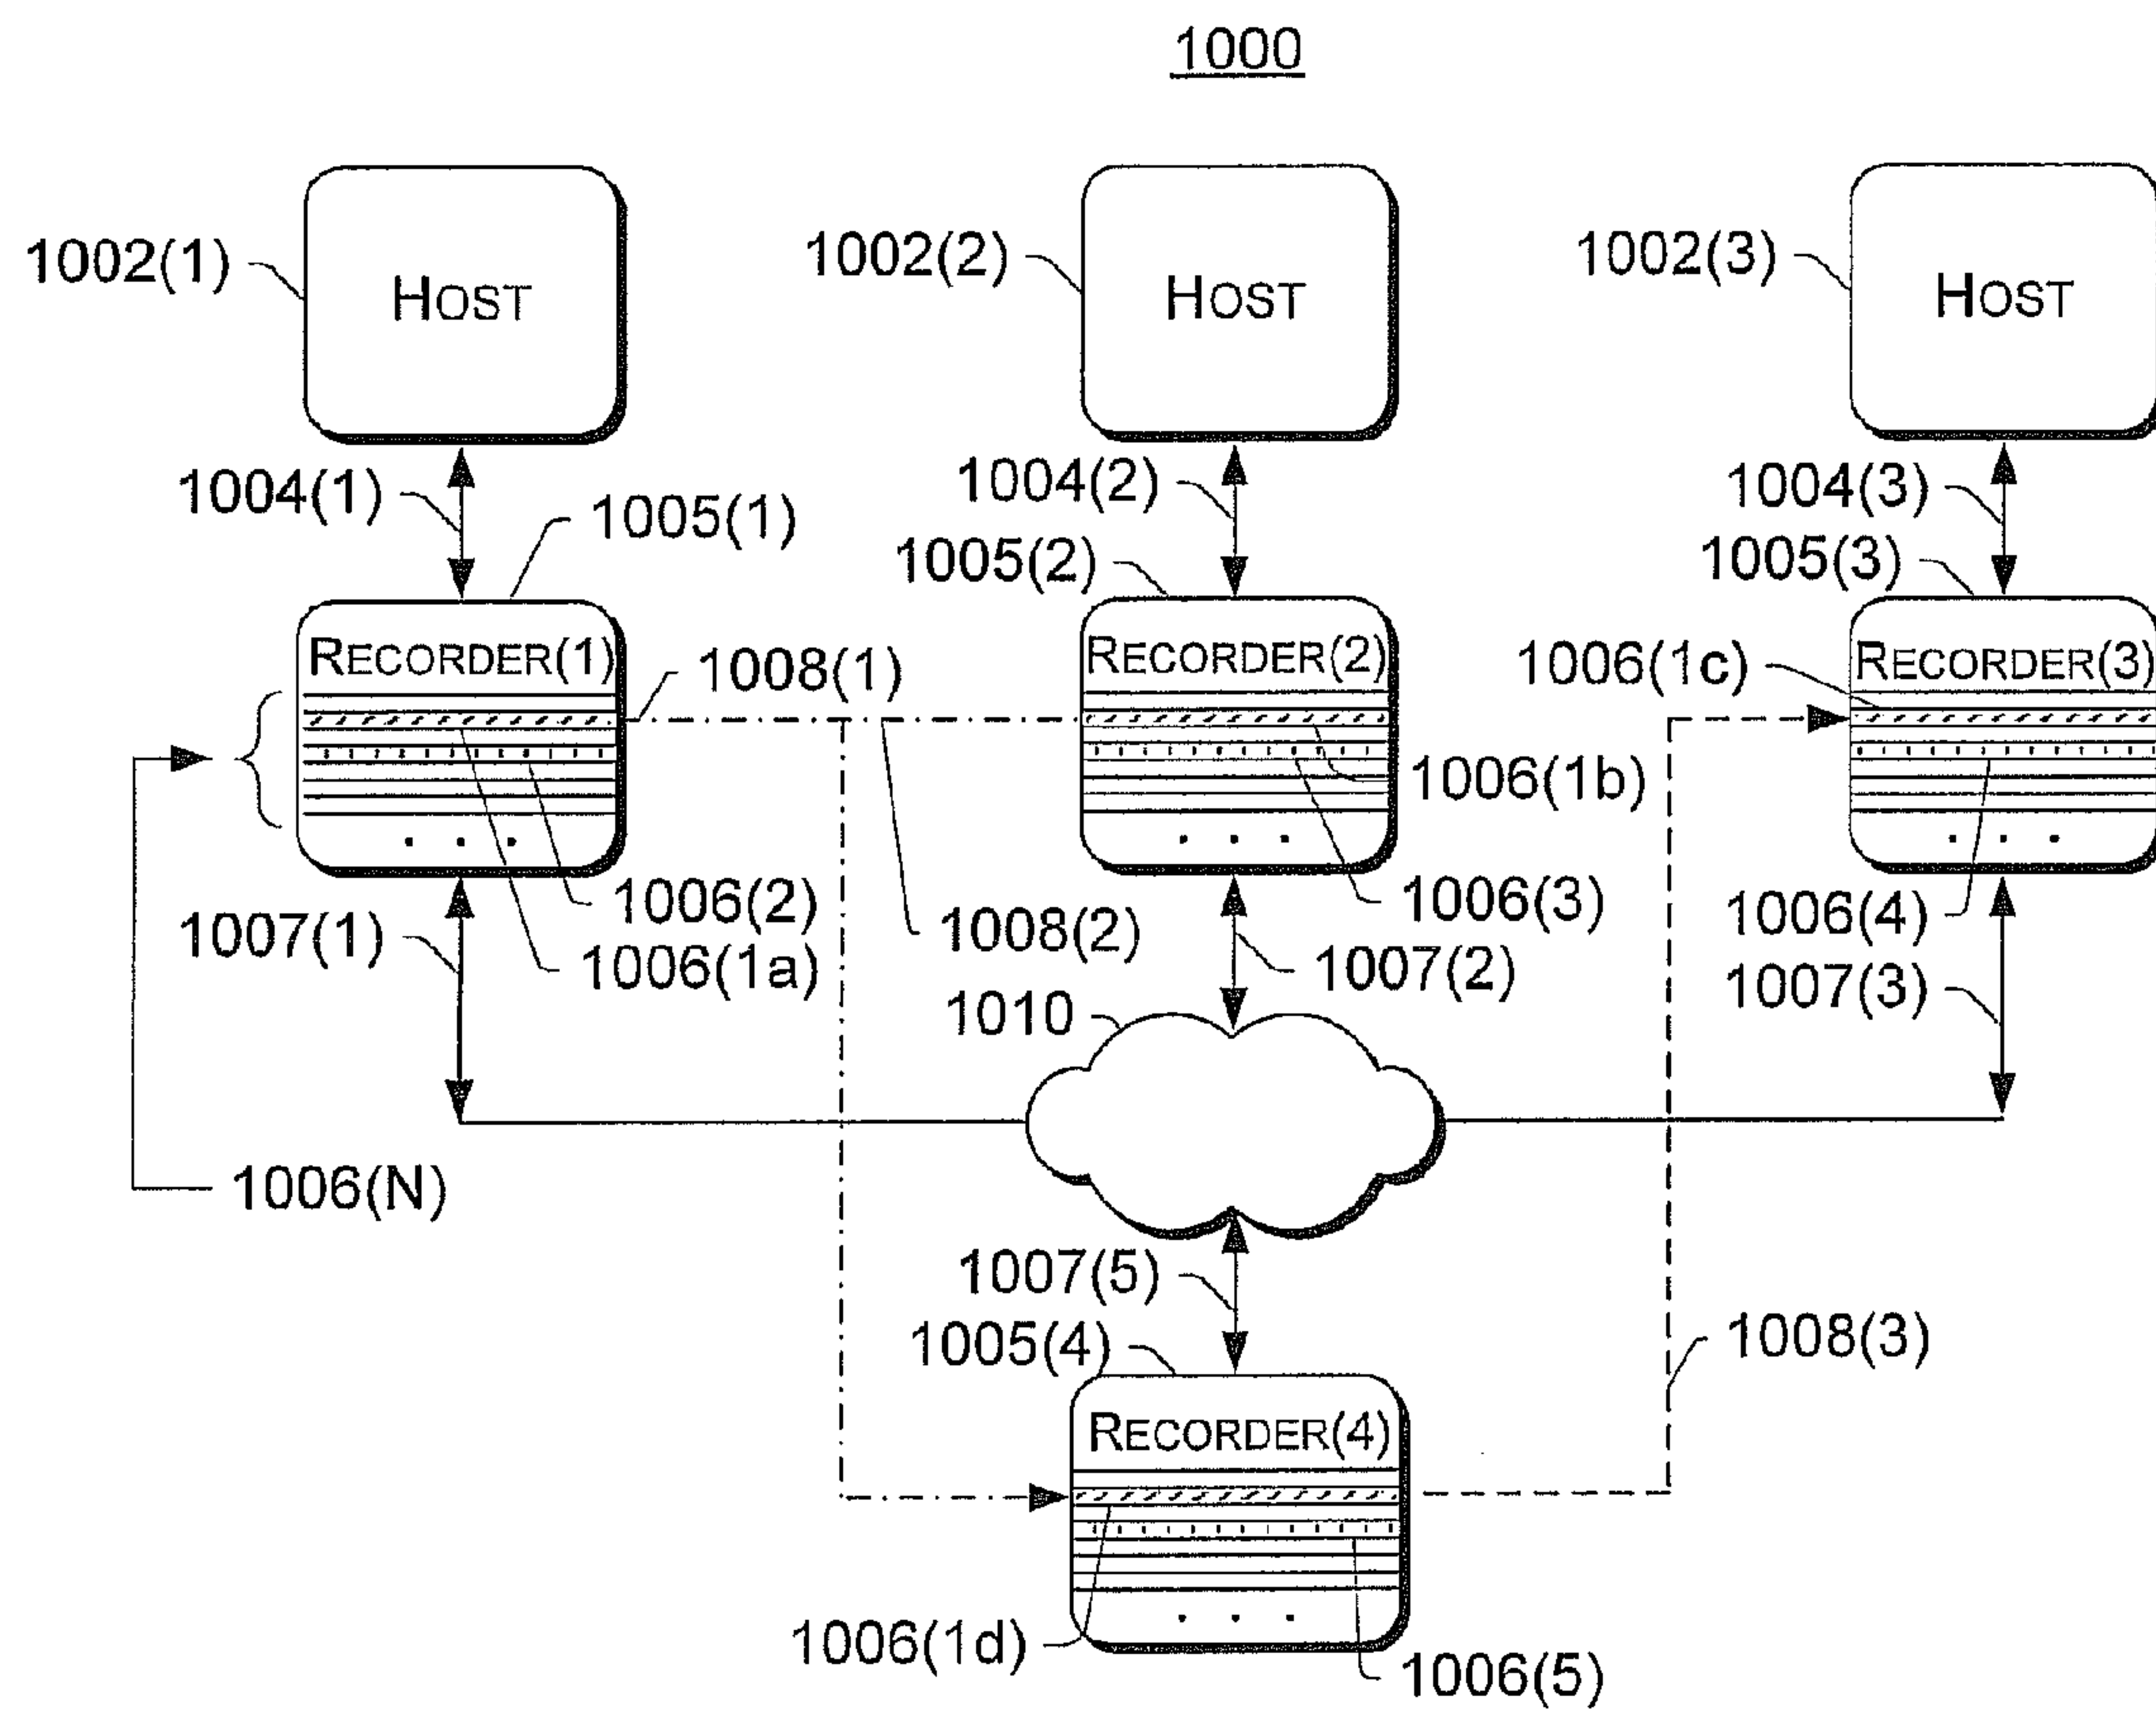 1000
1002(1)
HOST
1002(2)
HOST
1002(3)
HOST
1004(1)
1005(1)
1004(2)
1005(2)
1004(3)
1005(3)
RECORDER(1)
1008(1)
RECORDER(2)
1006(1c)
RECORDER(3)
. . .
1006(1b)
. . .
. . .
1006(2)
1006(1a)
1007(1)
1008(2)
1006(3)
1007(2)
1006(4)
1007(3)
1010
1006(N)
1007(5)
1005(4)
1008(3)
RECORDER(4)
. . .
1006(1d)
1006(5)